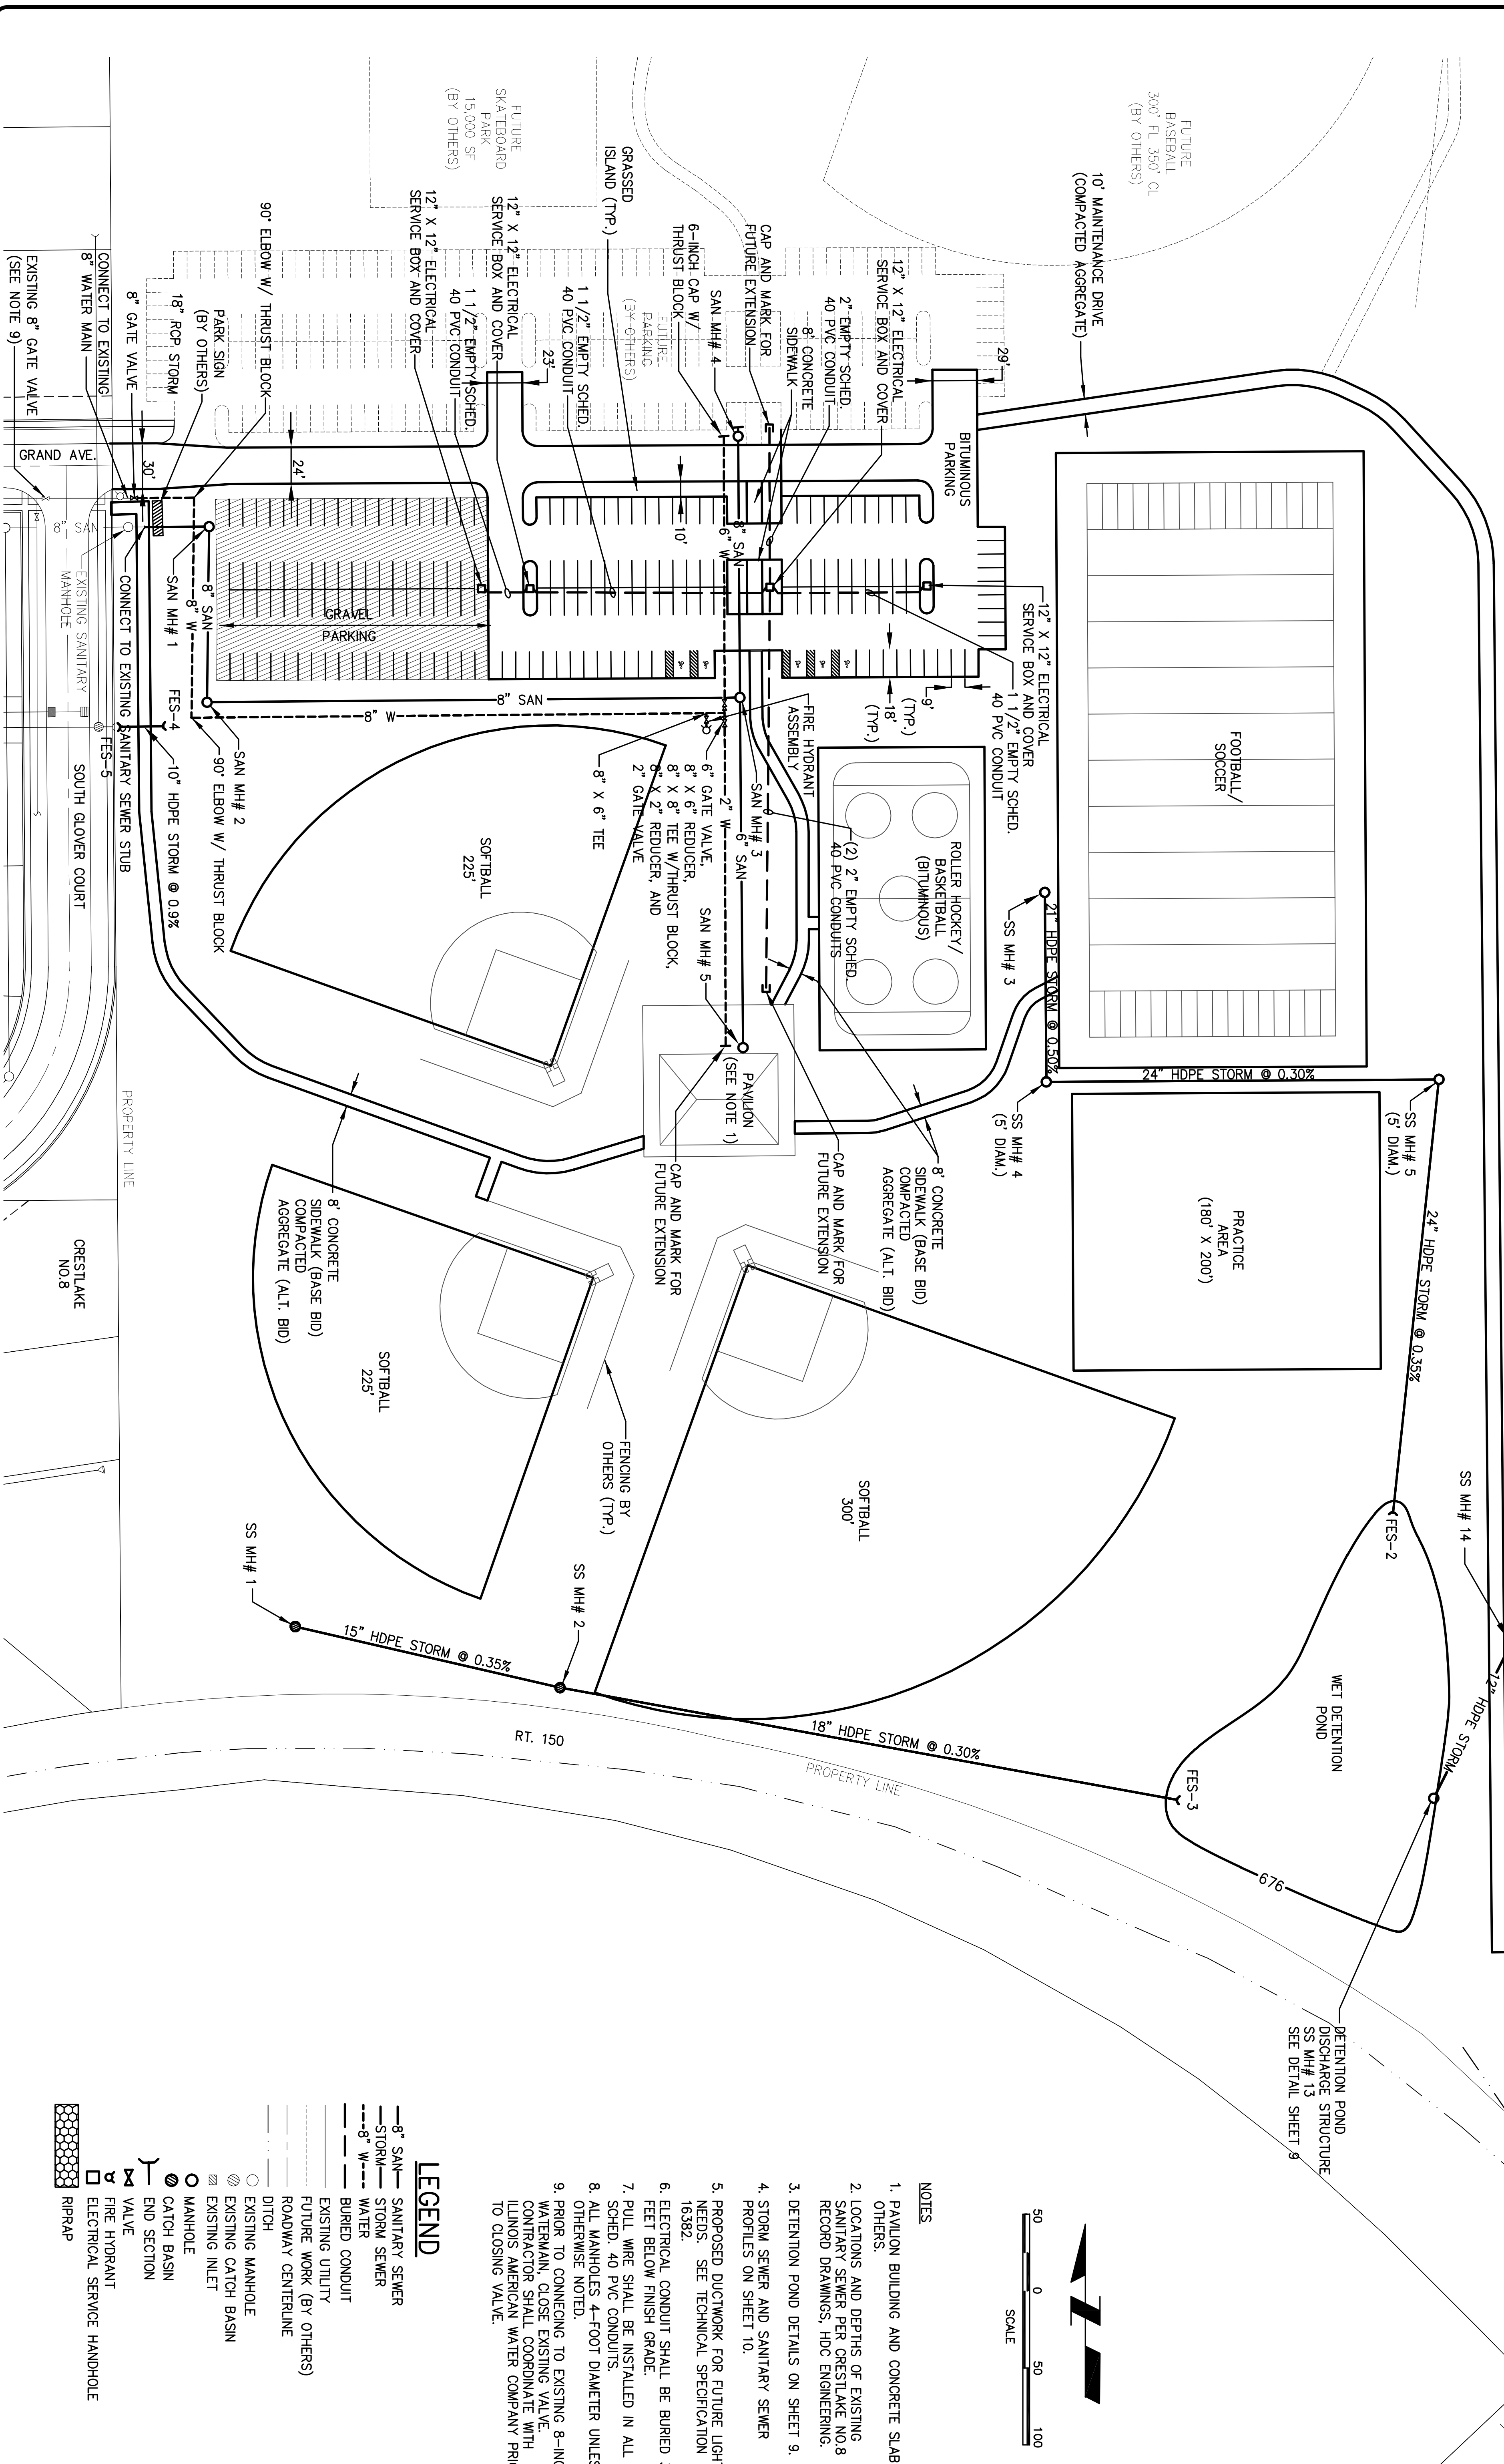 FUTURE
BASEBALL
300' FL 350' CL
(BY OTHERS)
FUTURE
SKATEBOARD
PARK
15,000 SF
(BY OTHERS)
10' MAINTENANCE DRIVE
(COMPACTED AGGREGATE)
GRASSED
ISLAND (TYP.)
CAP AND MARK FOR
FUTURE EXTENSION
6-INCH CAP W/
THRUST BLOCK
SAN MH# 4
12" X 12" ELECTRICAL
SERVICE BOX AND COVER
2" EMPTY SCHED.
40 PVC CONDUIT
8' CONCRETE
SIDEWALK
FUTURE
PARKING
(BY OTHERS)
1 1/2" EMPTY SCHED.
40 PVC CONDUIT
12" X 12" ELECTRICAL
SERVICE BOX AND COVER
1 1/2" EMPTY SCHED.
40 PVC CONDUIT
12" X 12" ELECTRICAL
SERVICE BOX AND COVER
90° ELBOW W/ THRUST BLOCK
PARK SIGN
(BY OTHERS)
18" RCP STORM
8" GATE VALVE
CONNECT TO EXISTING
8" WATER MAIN
EXISTING 8" GATE VALVE
(SEE NOTE 9)
29'
23'
24'
30'
10'
BITUMINOUS
PARKING
GRAND AVE.
8" SAN
EXISTING SANITARY
MANHOLE
CONNECT TO EXISTING SANITARY SEWER STUB
SAN MH# 1
8" SAN
8" W
GRAVEL
PARKING
8" SAN
6" W
12" X 12" ELECTRICAL
SERVICE BOX AND COVER
1 1/2" EMPTY SCHED.
40 PVC CONDUIT
9'
(TYP.)
18'
(TYP.)
FOOTBALL/
SOCCER
8" SAN
8" W
FES-4
FES-5
SOUTH GLOVER COURT
10" HDPE STORM @ 0.9%
SAN MH# 2
90° ELBOW W/ THRUST BLOCK
FIRE HYDRANT
ASSEMBLY
SAN MH# 3
6" GATE VALVE,
8" X 6" REDUCER,
8" X 8" TEE W/THRUST BLOCK,
8" X 2" REDUCER, AND
2" GATE VALVE
8" X 6" TEE
2" W
6" SAN
SAN MH# 5
ROLLER HOCKEY/
BASKETBALL
(BITUMINOUS)
(2) 2" EMPTY SCHED.
40 PVC CONDUITS
SS MH# 3
21" HDPE STORM @ 0.50%
SOFTBALL
225'
24" HDPE STORM @ 0.30%
SS MH# 4
(5' DIAM.)
SS MH# 5
(5' DIAM.)
PAVILION
(SEE NOTE 1)
CAP AND MARK FOR
FUTURE EXTENSION
CAP AND MARK FOR
FUTURE EXTENSION
8' CONCRETE
SIDEWALK (BASE BID)
COMPACTED
AGGREGATE (ALT. BID)
8' CONCRETE
SIDEWALK (BASE BID)
COMPACTED
AGGREGATE (ALT. BID)
PROPERTY LINE
CRESTLAKE
NO.8
PRACTICE
AREA
(180' X 200')
24" HDPE STORM @ 0.35%
SOFTBALL
225'
FENCING BY
OTHERS (TYP.)
SOFTBALL
300'
SS MH# 1
15" HDPE STORM @ 0.35%
SS MH# 2
18" HDPE STORM @ 0.30%
RT. 150
PROPERTY LINE
FES-2
FES-3
SS MH# 14
WET DETENTION
POND
HDPE STORM
676
DETENTION POND
DISCHARGE STRUCTURE
SS MH# 13
SEE DETAIL SHEET 9
50 0 50 100
SCALE
NOTES
1. PAVILION BUILDING AND CONCRETE SLAB
OTHERS.
2. LOCATIONS AND DEPTHS OF EXISTING
SANITARY SEWER PER CRESTLAKE NO.8
RECORD DRAWINGS, HDC ENGINEERING.
3. DETENTION POND DETAILS ON SHEET 9.
4. STORM SEWER AND SANITARY SEWER
PROFILES ON SHEET 10.
5. PROPOSED DUCTWORK FOR FUTURE LIGHT
NEEDS. SEE TECHNICAL SPECIFICATION
16382.
6. ELECTRICAL CONDUIT SHALL BE BURIED
FEET BELOW FINISH GRADE.
7. PULL WIRE SHALL BE INSTALLED IN ALL
SCHED. 40 PVC CONDUITS.
8. ALL MANHOLES 4-FOOT DIAMETER UNLES
OTHERWISE NOTED.
9. PRIOR TO CONNECING TO EXISTING 8-INC
WATERMAIN, CLOSE EXISTING VALVE.
CONTRACTOR SHALL COORDINATE WITH
ILLINOIS AMERICAN WATER COMPANY PRI
TO CLOSING VALVE.
LEGEND
8" SAN SANITARY SEWER
STORM STORM SEWER
8" W WATER
BURIED CONDUIT
EXISTING UTILITY
FUTURE WORK (BY OTHERS)
ROADWAY CENTERLINE
DITCH
EXISTING MANHOLE
EXISTING CATCH BASIN
EXISTING INLET
MANHOLE
CATCH BASIN
END SECTION
VALVE
FIRE HYDRANT
ELECTRICAL SERVICE HANDHOLE
RIPRAP